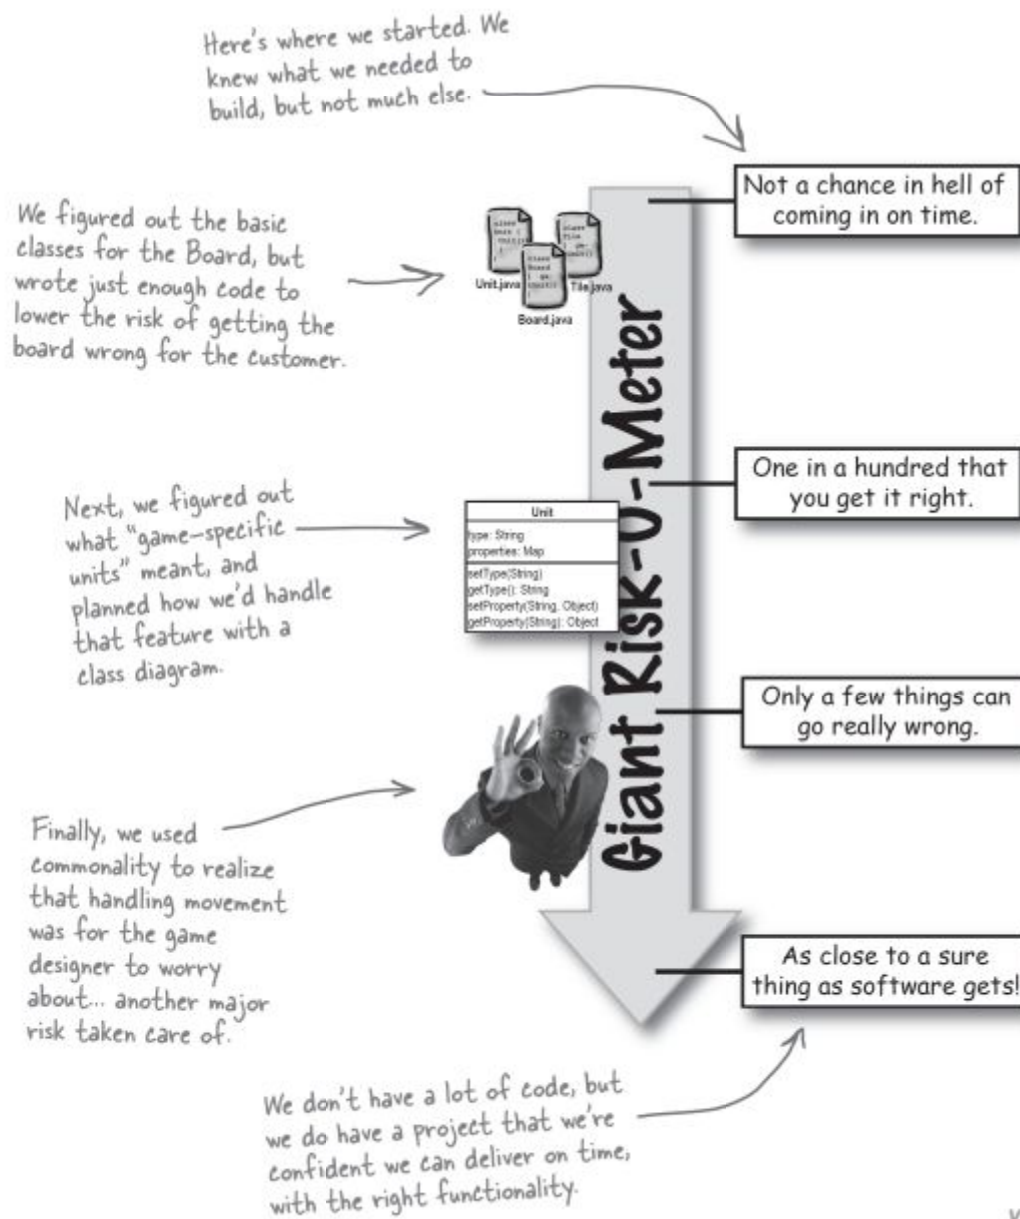 Here's where we started. We
knew what we needed to
build, but not much else.
Not a chance in hell of
coming in on time.
We figured out the basic
classes for the Board, but
wrote just enough code to
lower the risk of getting the
board wrong for the customer.
Unit.java
Tile.java
Board.java
Giant Risk-O-Meter
One in a hundred that
you get it right.
Next, we figured out
what "game-specific
units" meant, and
planned how we'd handle
that feature with a
class diagram.
Unit
type: String
properties: Map
setType(String)
getType(): String
setProperty(String, Object)
getProperty(String): Object
Only a few things can
go really wrong.
Finally, we used
commonality to realize
that handling movement
was for the game
designer to worry
about... another major
risk taken care of.
As close to a sure
thing as software gets!
We don't have a lot of code, but
we do have a project that we're
confident we can deliver on time,
with the right functionality.